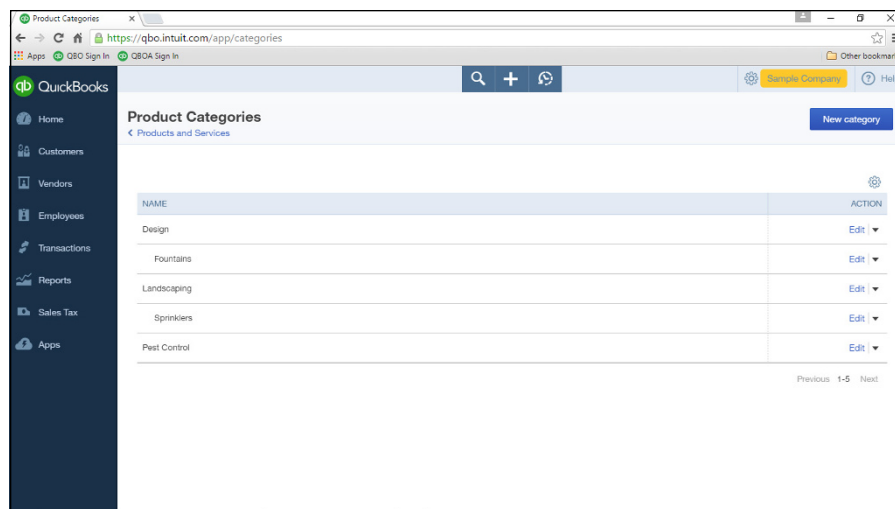 Product Categories
https://qbo.intuit.com/app/categories
Apps QBO Sign In QBOA Sign In Other bookmar
qb QuickBooks
Sample Company ? Hel
Home
Customers
Vendors
Employees
Transactions
Reports
Sales Tax
Apps
Product Categories
Products and Services
New category
NAME ACTION
Design Edit
Fountains Edit
Landscaping Edit
Sprinklers Edit
Pest Control Edit
Previous 1-5 Next